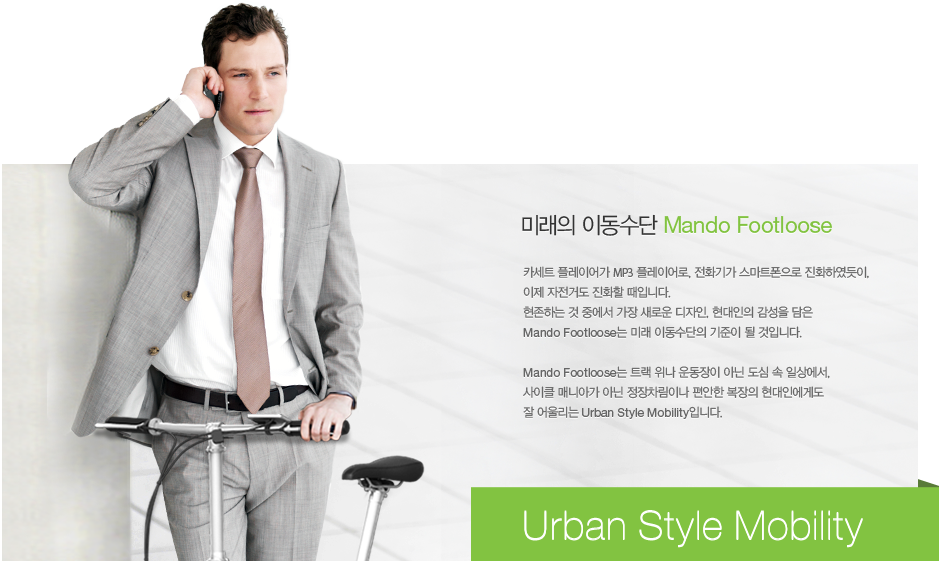 미래의 이동수단 Mando Footloose
카세트 플레이어가 MP3 플레이어로, 전화기가 스마트폰으로 진화하였듯이,
이제 자전거도 진화할 때입니다.
현존하는 것 중에서 가장 새로운 디자인, 현대인의 감성을 담은
Mando Footloose는 미래 이동수단의 기준이 될 것입니다.
Mando Footloose는 트랙 위나 운동장이 아닌 도심 속 일상에서,
사이클 매니아가 아닌 정장차림이나 편안한 복장의 현대인에게도
잘 어울리는 Urban Style Mobility입니다.
Urban Style Mobility